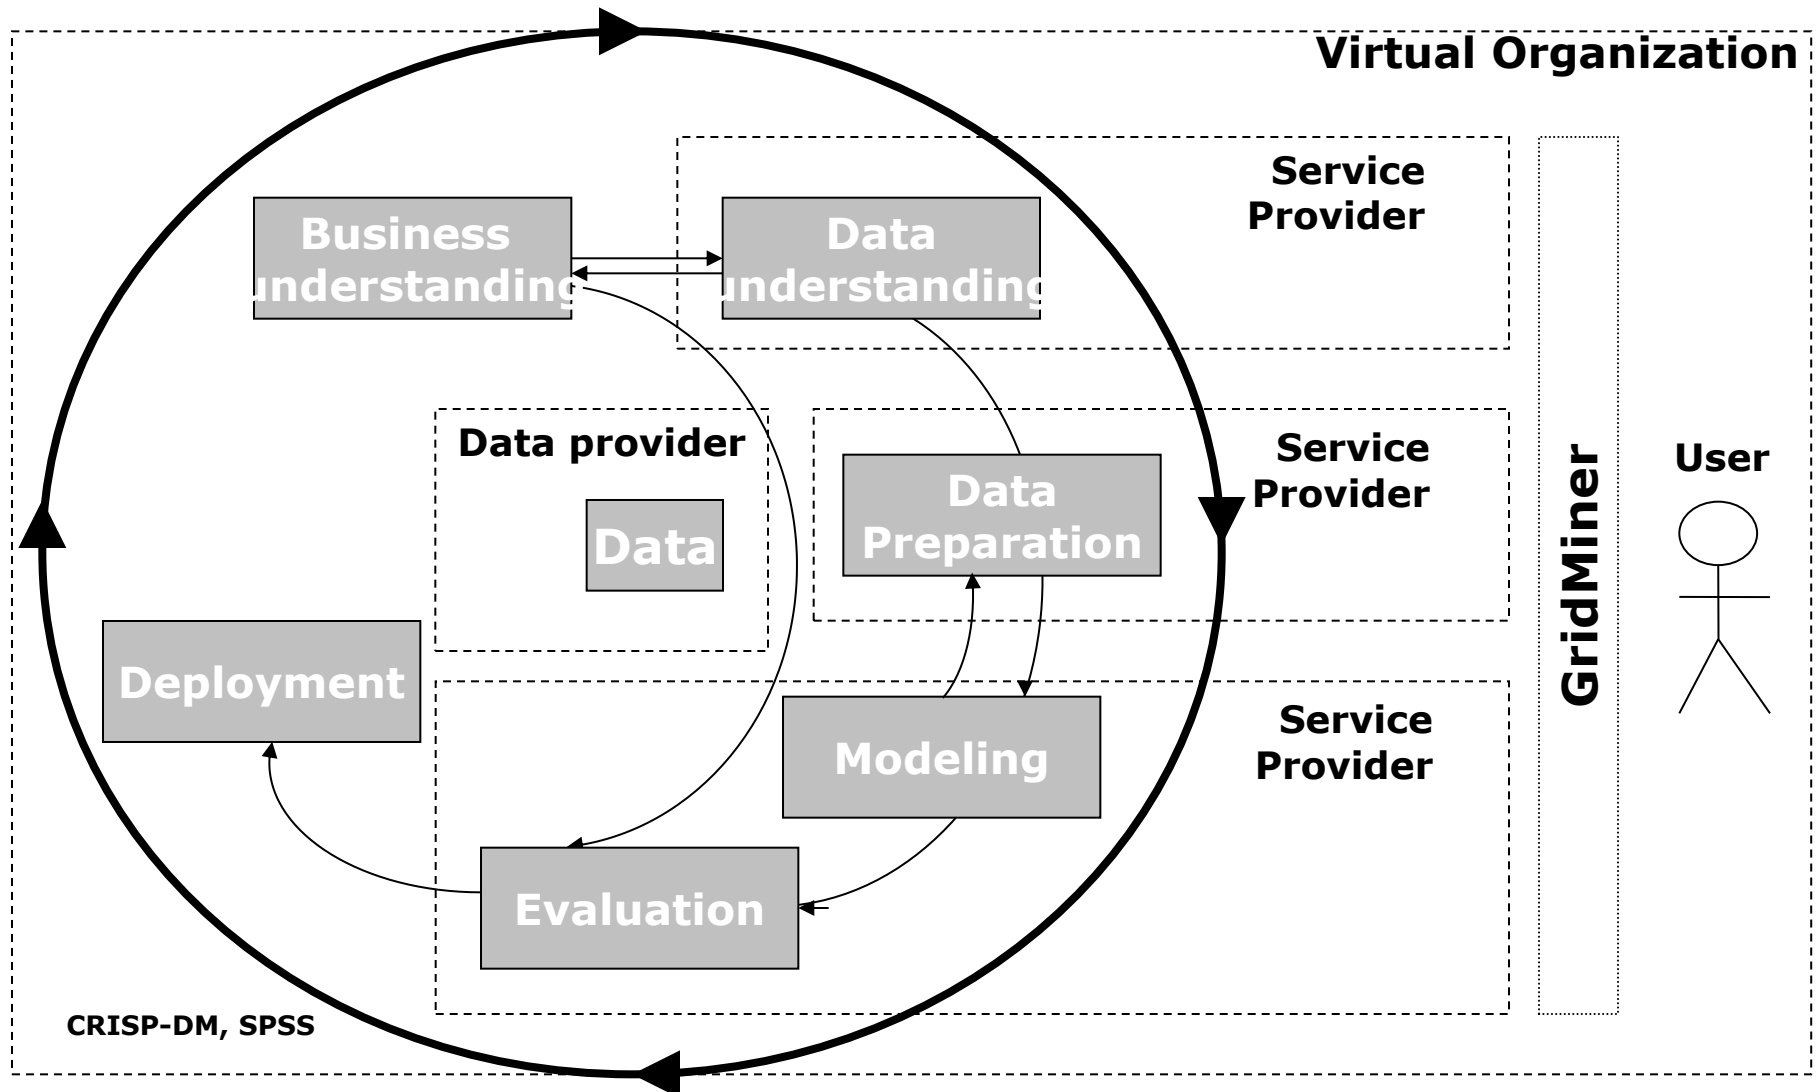 Virtual Organization
Service
Provider
Business
understanding
Data
understanding
Data provider
Service
Provider
User
Data
Preparation
Data
GridMiner
Deployment
Service
Provider
Modeling
Evaluation
CRISP-DM, SPSS